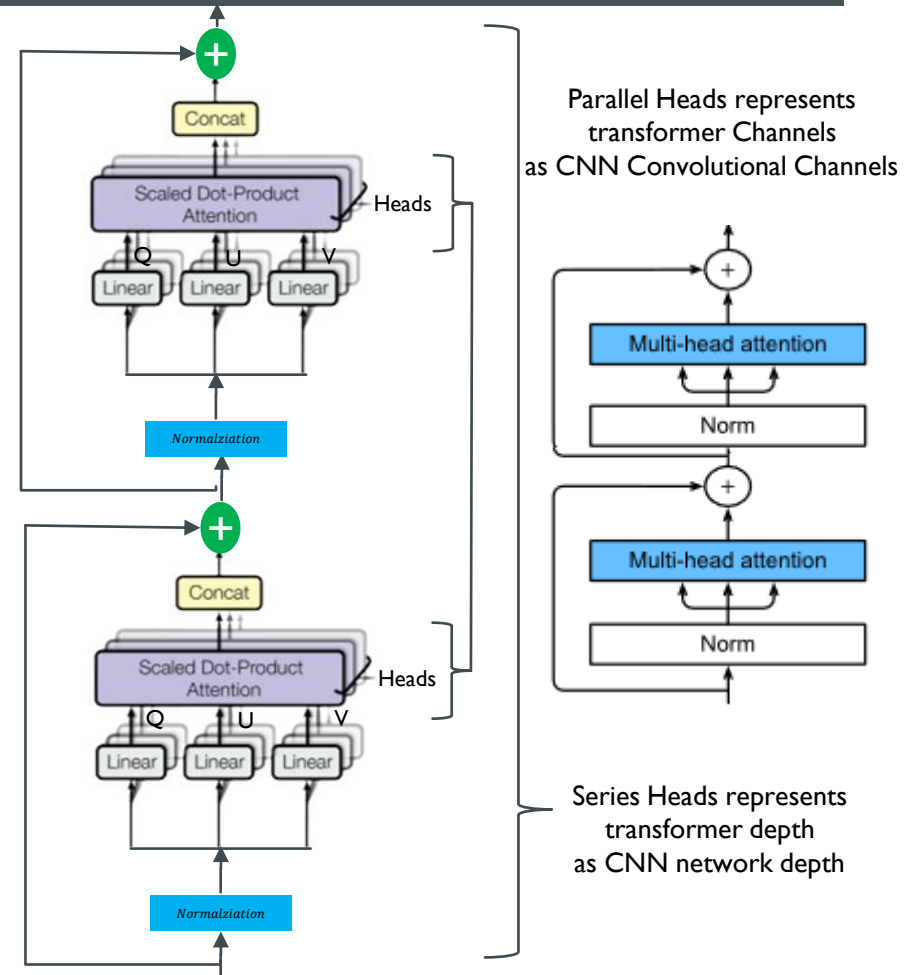 Concat
Scaled Dot-Product
Attention
Heads
Q U V
Linear Linear Linear
Normalziation
Concat
Scaled Dot-Product
Attention
Heads
Q U V
Linear Linear Linear
Normalziation
Parallel Heads represents
transformer Channels
as CNN Convolutional Channels
+
Multi-head attention
Norm
+
Multi-head attention
Norm
Series Heads represents
transformer depth
as CNN network depth